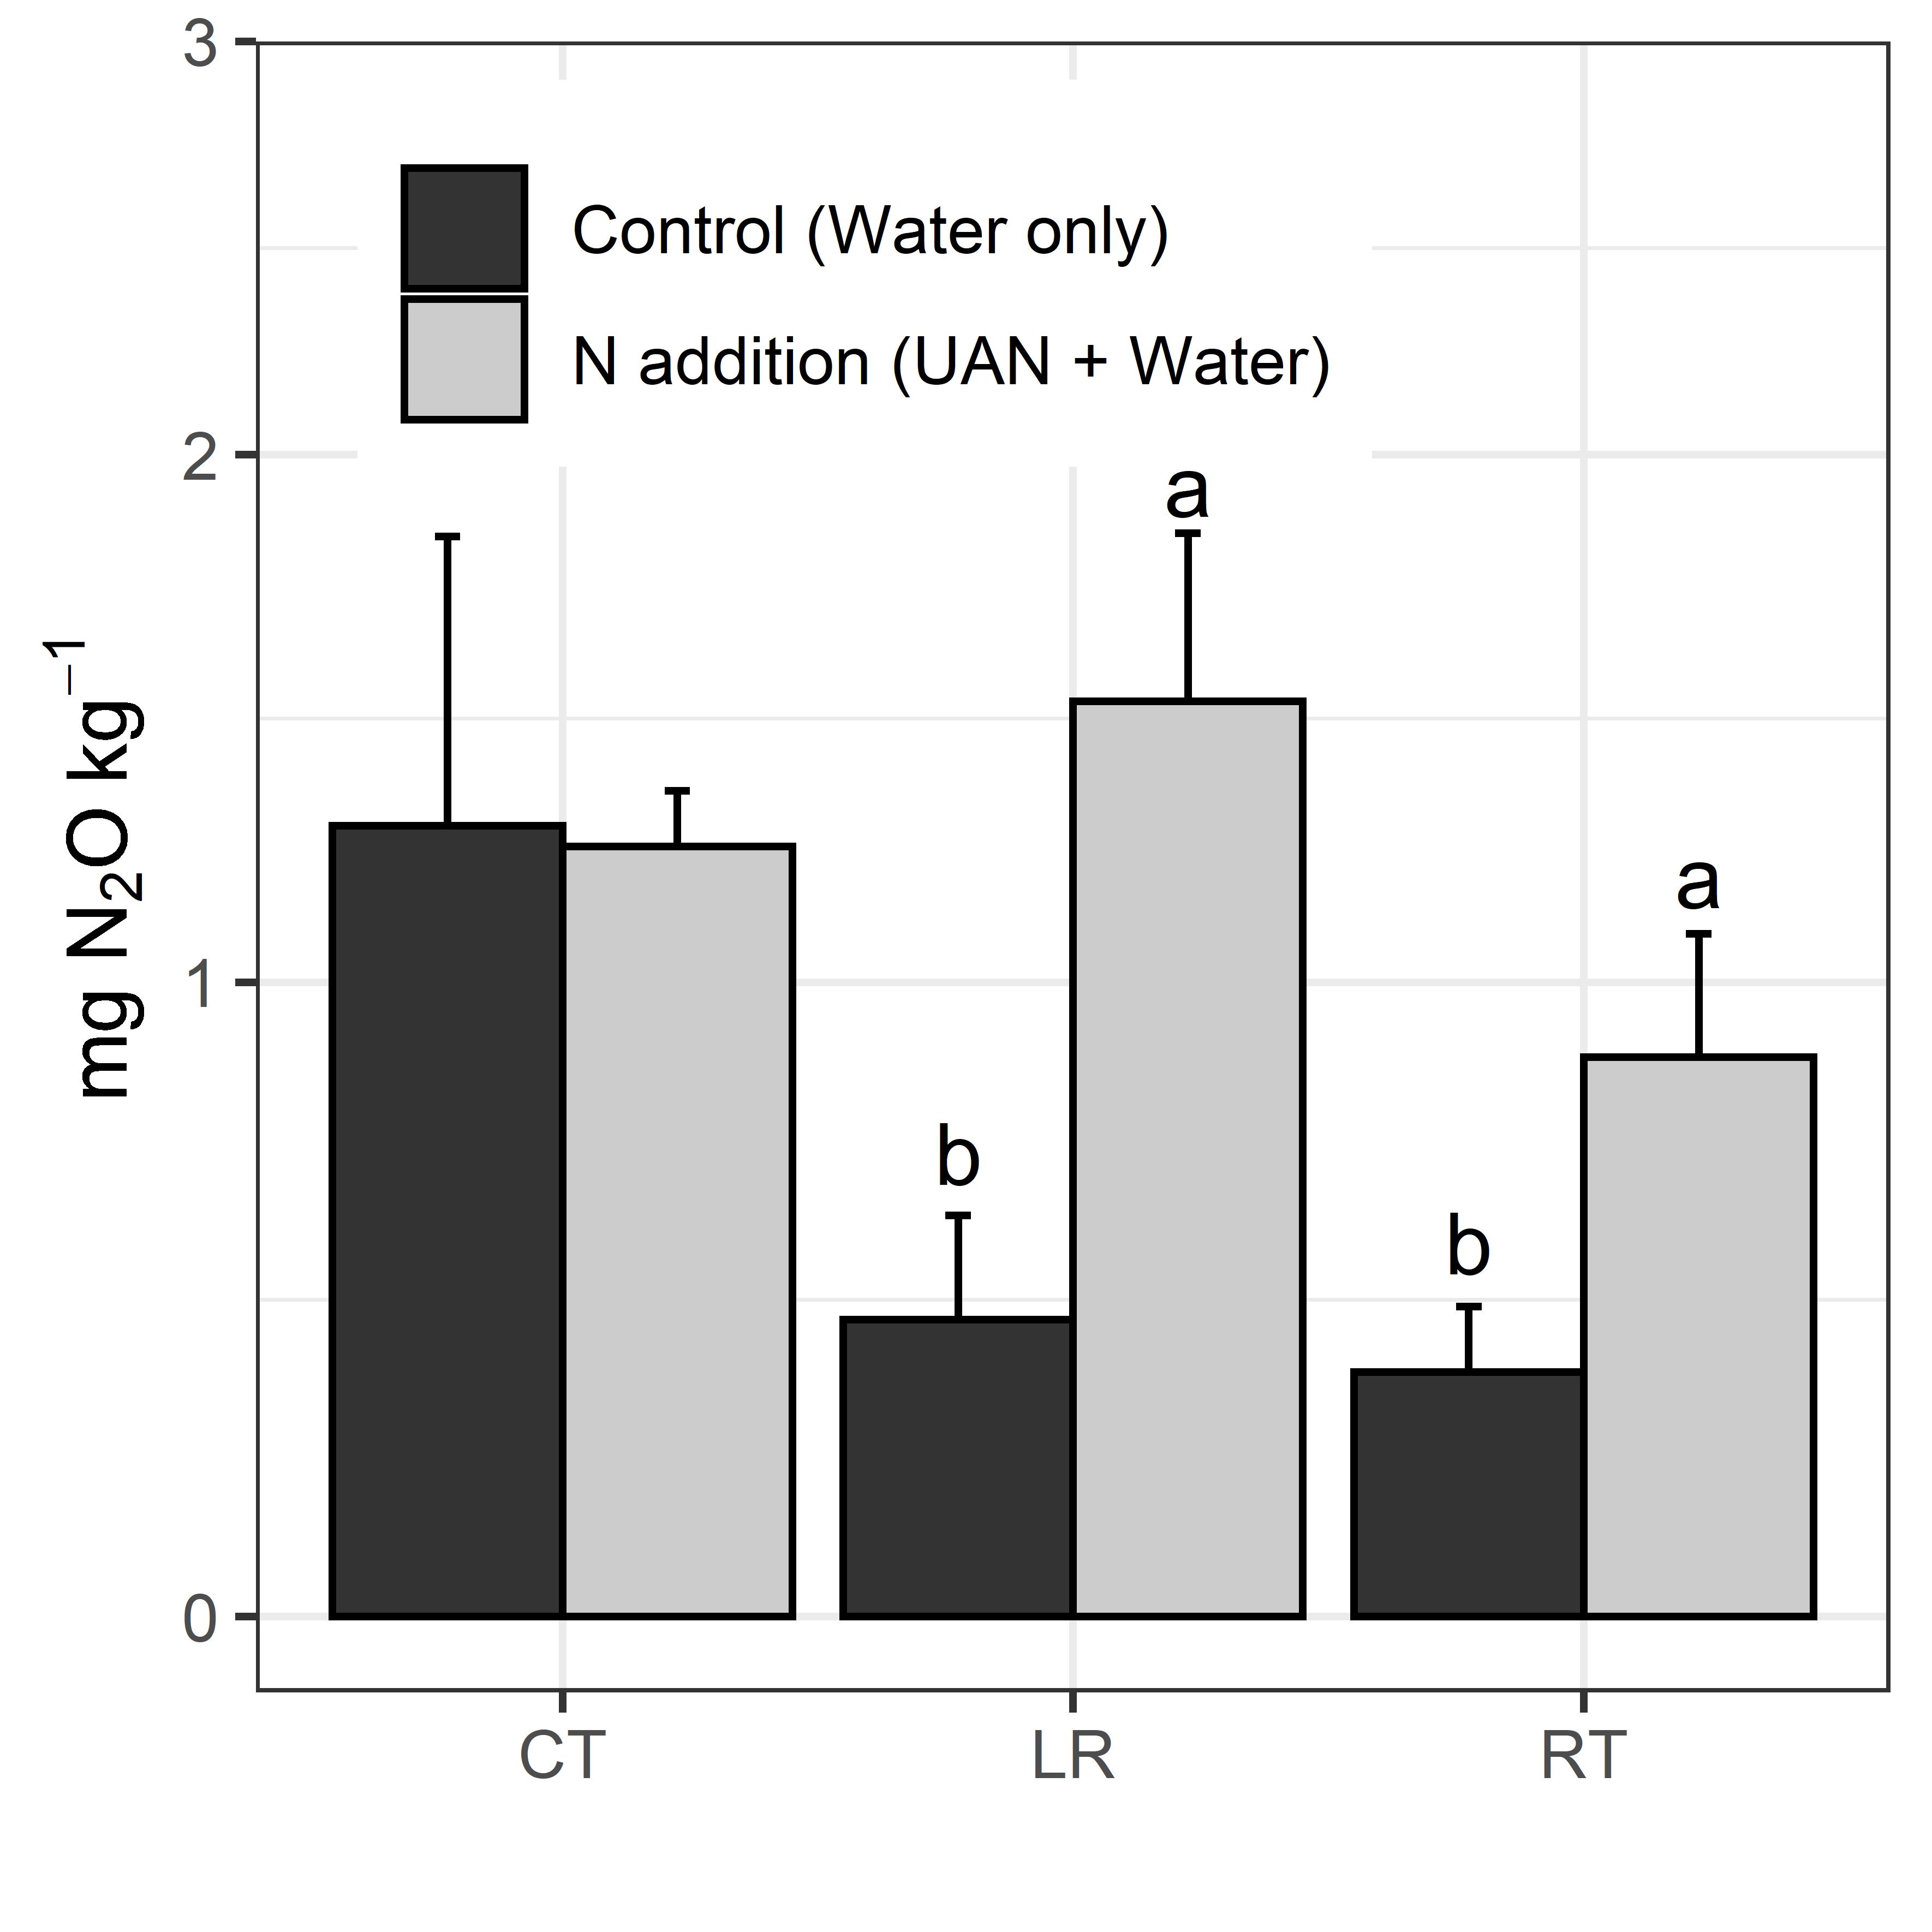 3
Control (Water only)
N addition (UAN + Water)
2
a
mg N₂O kg⁻¹
a
1
b
b
0
CT LR RT